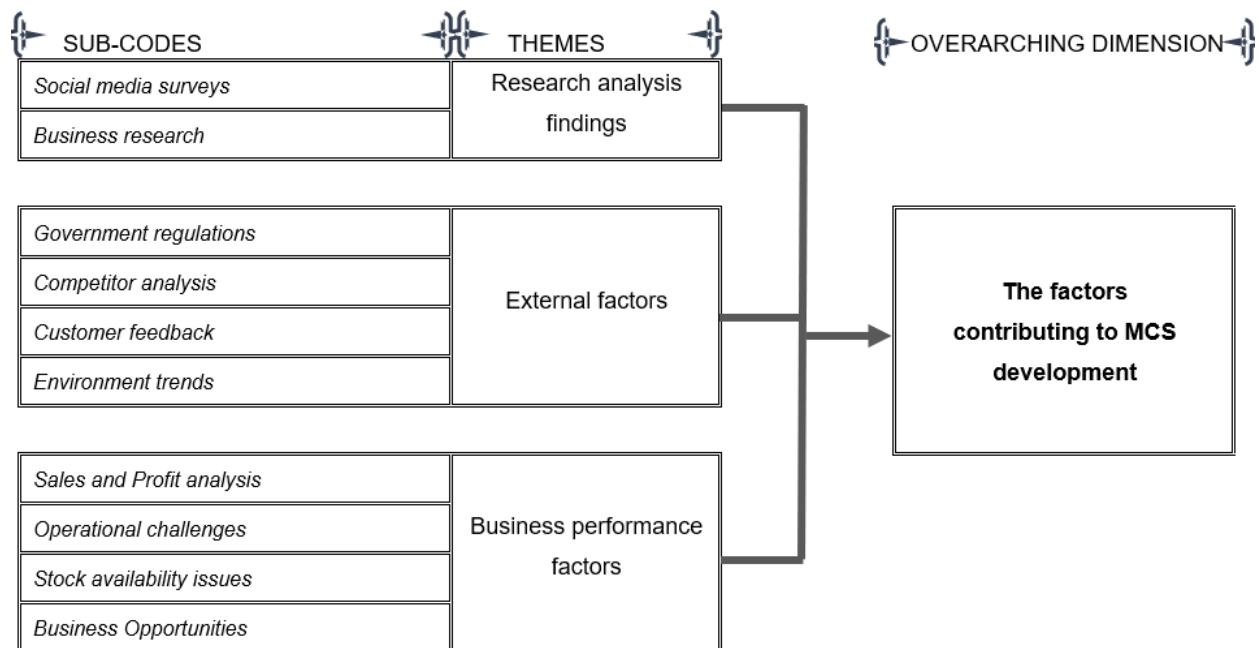 SUB-CODES
THEMES
OVERARCHING DIMENSION
Social media surveys
Business research
Research analysis
findings
Government regulations
Competitor analysis
Customer feedback
Environment trends
External factors
Sales and Profit analysis
Operational challenges
Stock availability issues
Business Opportunities
Business performance
factors
The factors
contributing to MCS
development